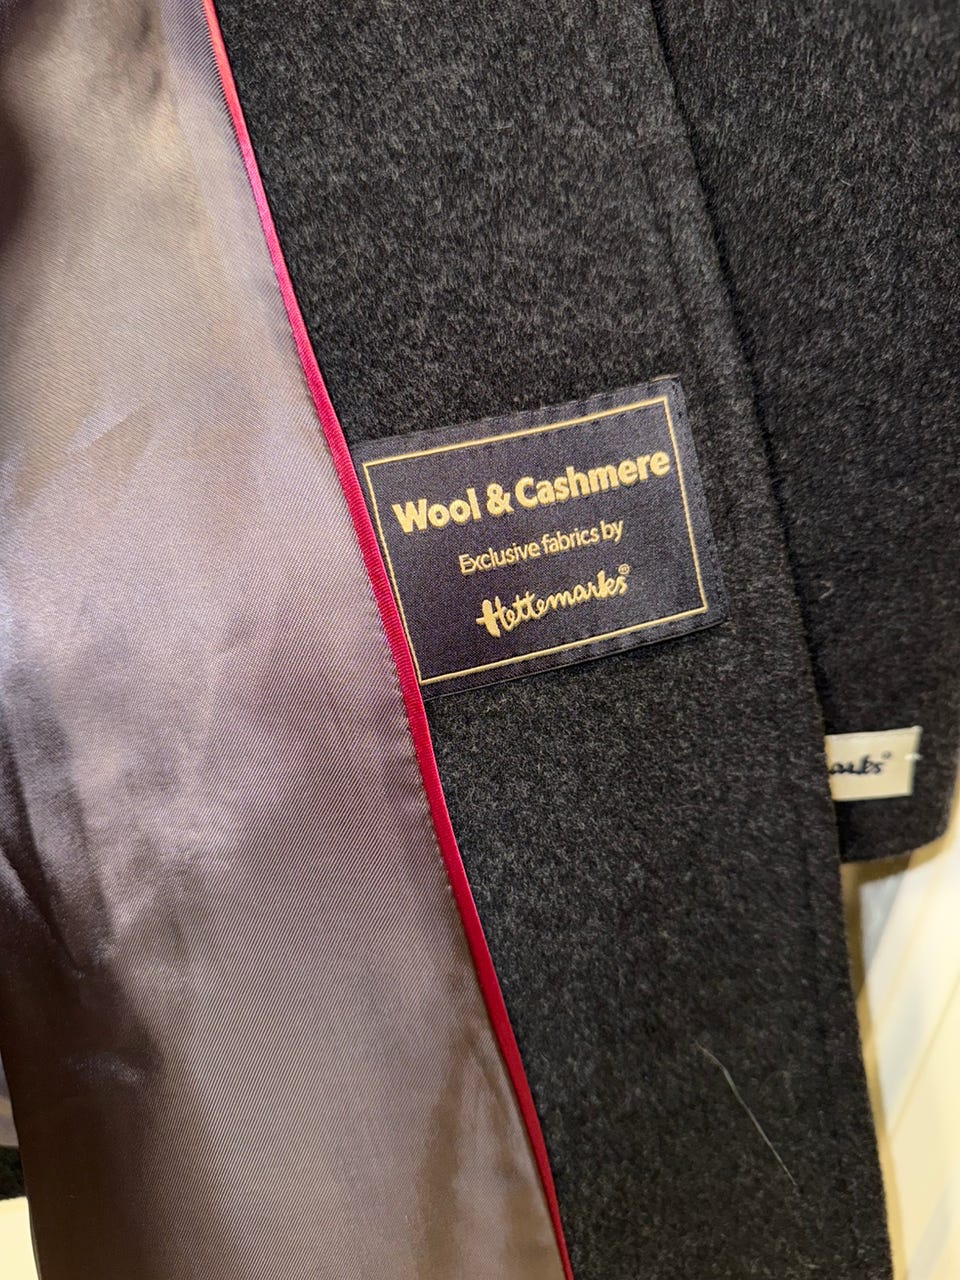 Wool & Cashmere
Exclusive fabrics by
Hettemarks®